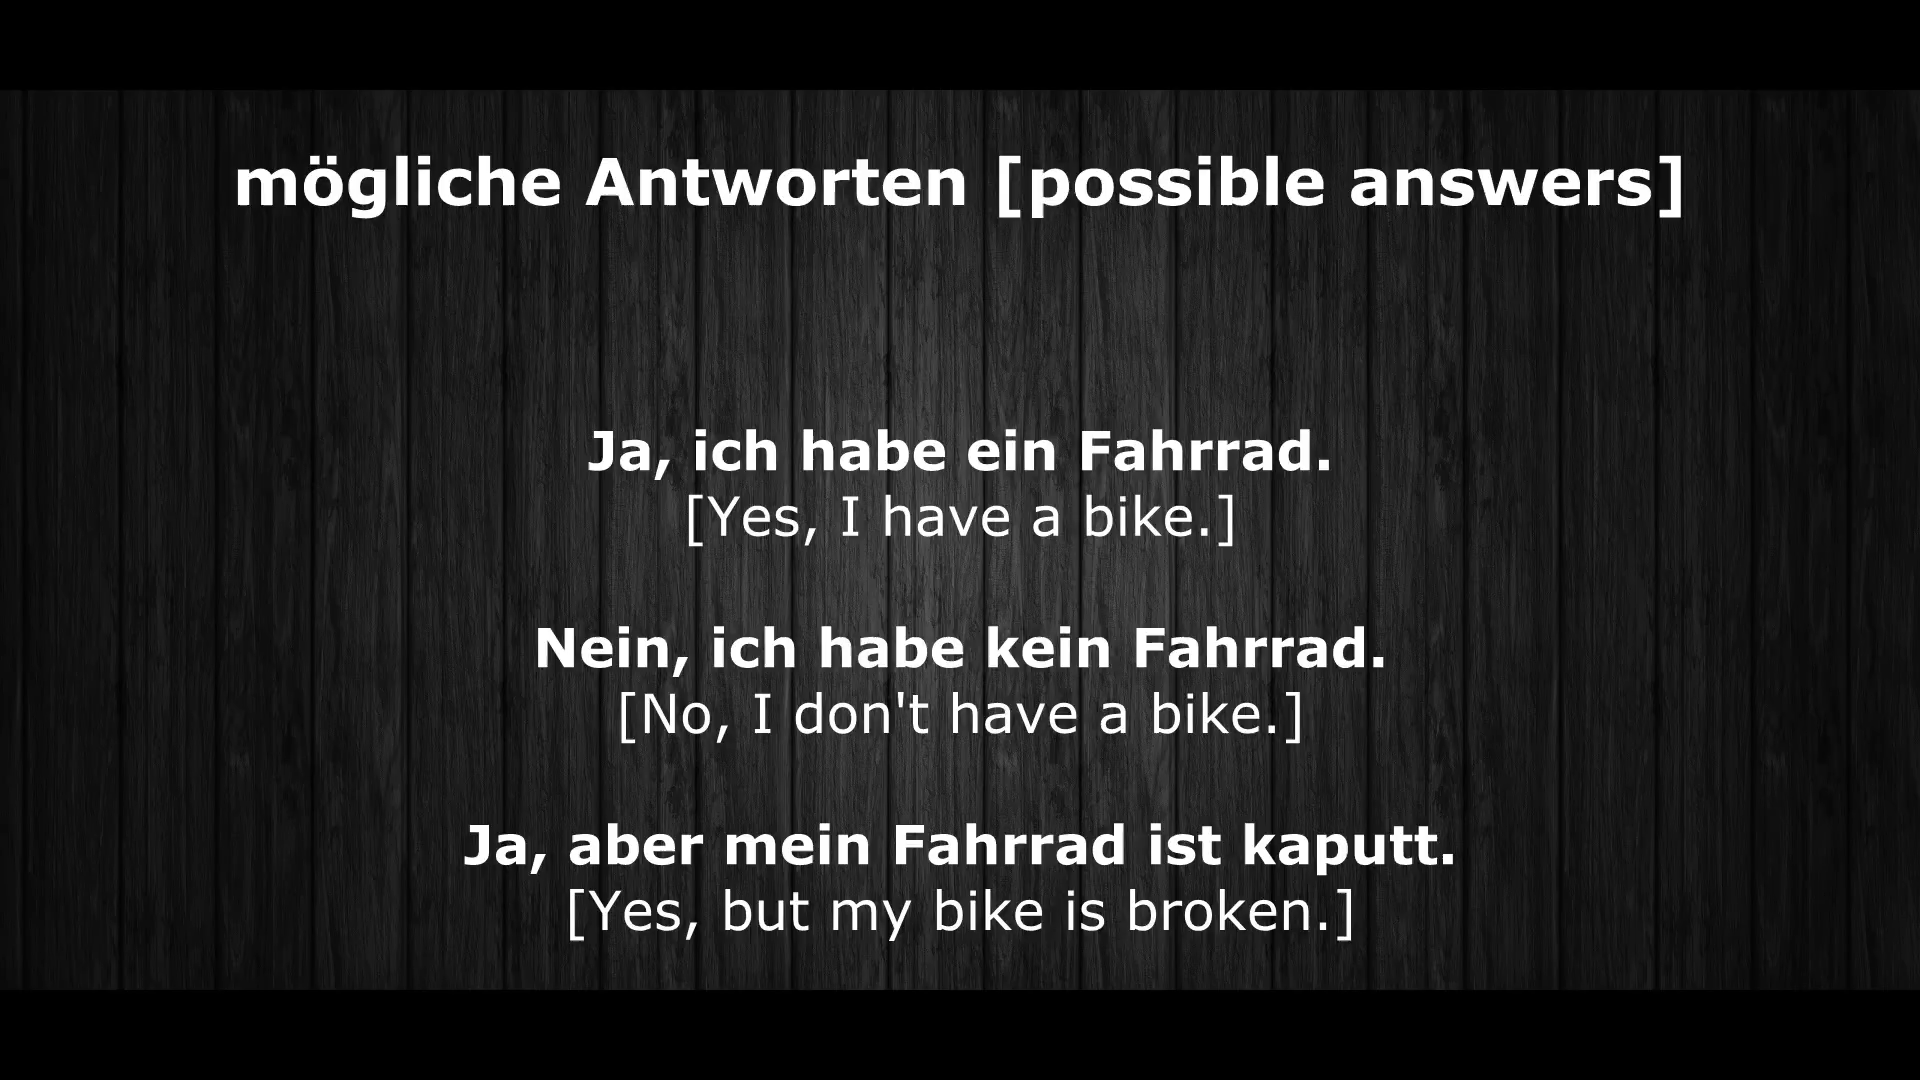 mögliche Antworten [possible answers]
Ja, ich habe ein Fahrrad.
[Yes, I have a bike.]
Nein, ich habe kein Fahrrad.
[No, I don't have a bike.]
Ja, aber mein Fahrrad ist kaputt.
[Yes, but my bike is broken.]